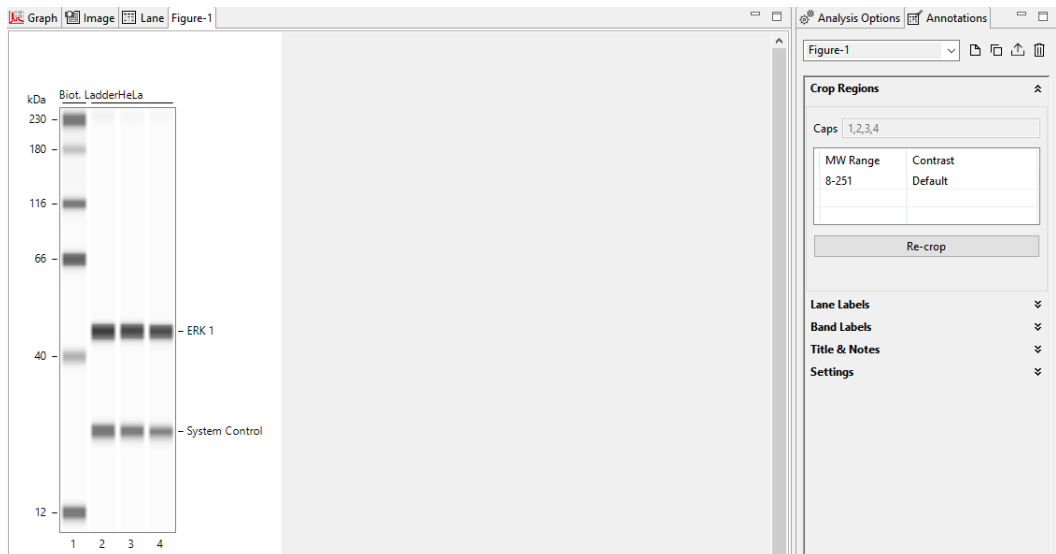 Graph Image Lane Figure-1
Analysis Options Annotations
Figure-1
Crop Regions
Caps 1,2,3,4
MW Range Contrast
8-251 Default
Re-crop
Lane Labels
Band Labels
Title & Notes
Settings
Biot. LadderHeLa
kDa
230
180
116
66
ERK 1
40
System Control
12
1 2 3 4